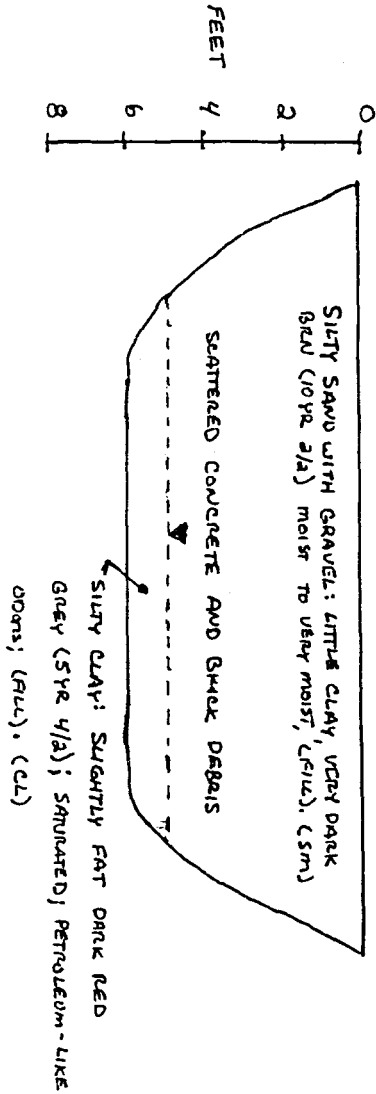 FEET
0
2
4
6
8
SILTY SAND WITH GRAVEL: LITTLE CLAY, VERY DARK
BRN (10YR 2/2) MOIST TO VERY MOIST, (FILL). (SM)
SCATTERED CONCRETE AND BRICK DEBRIS
SILTY CLAY: SLIGHTLY FAT DARK RED
GREY (5YR 4/2); SATURATED; PETROLEUM-LIKE
ODORS; (FILL). (CL)